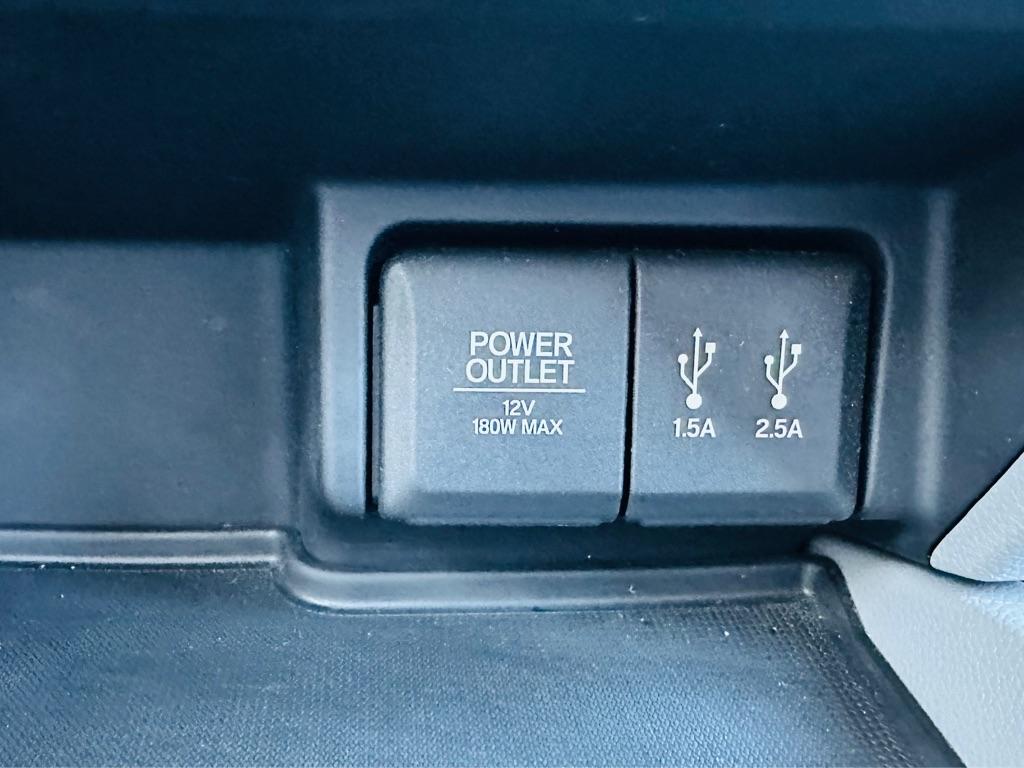 POWER
OUTLET
12V
180W MAX
1.5A 2.5A